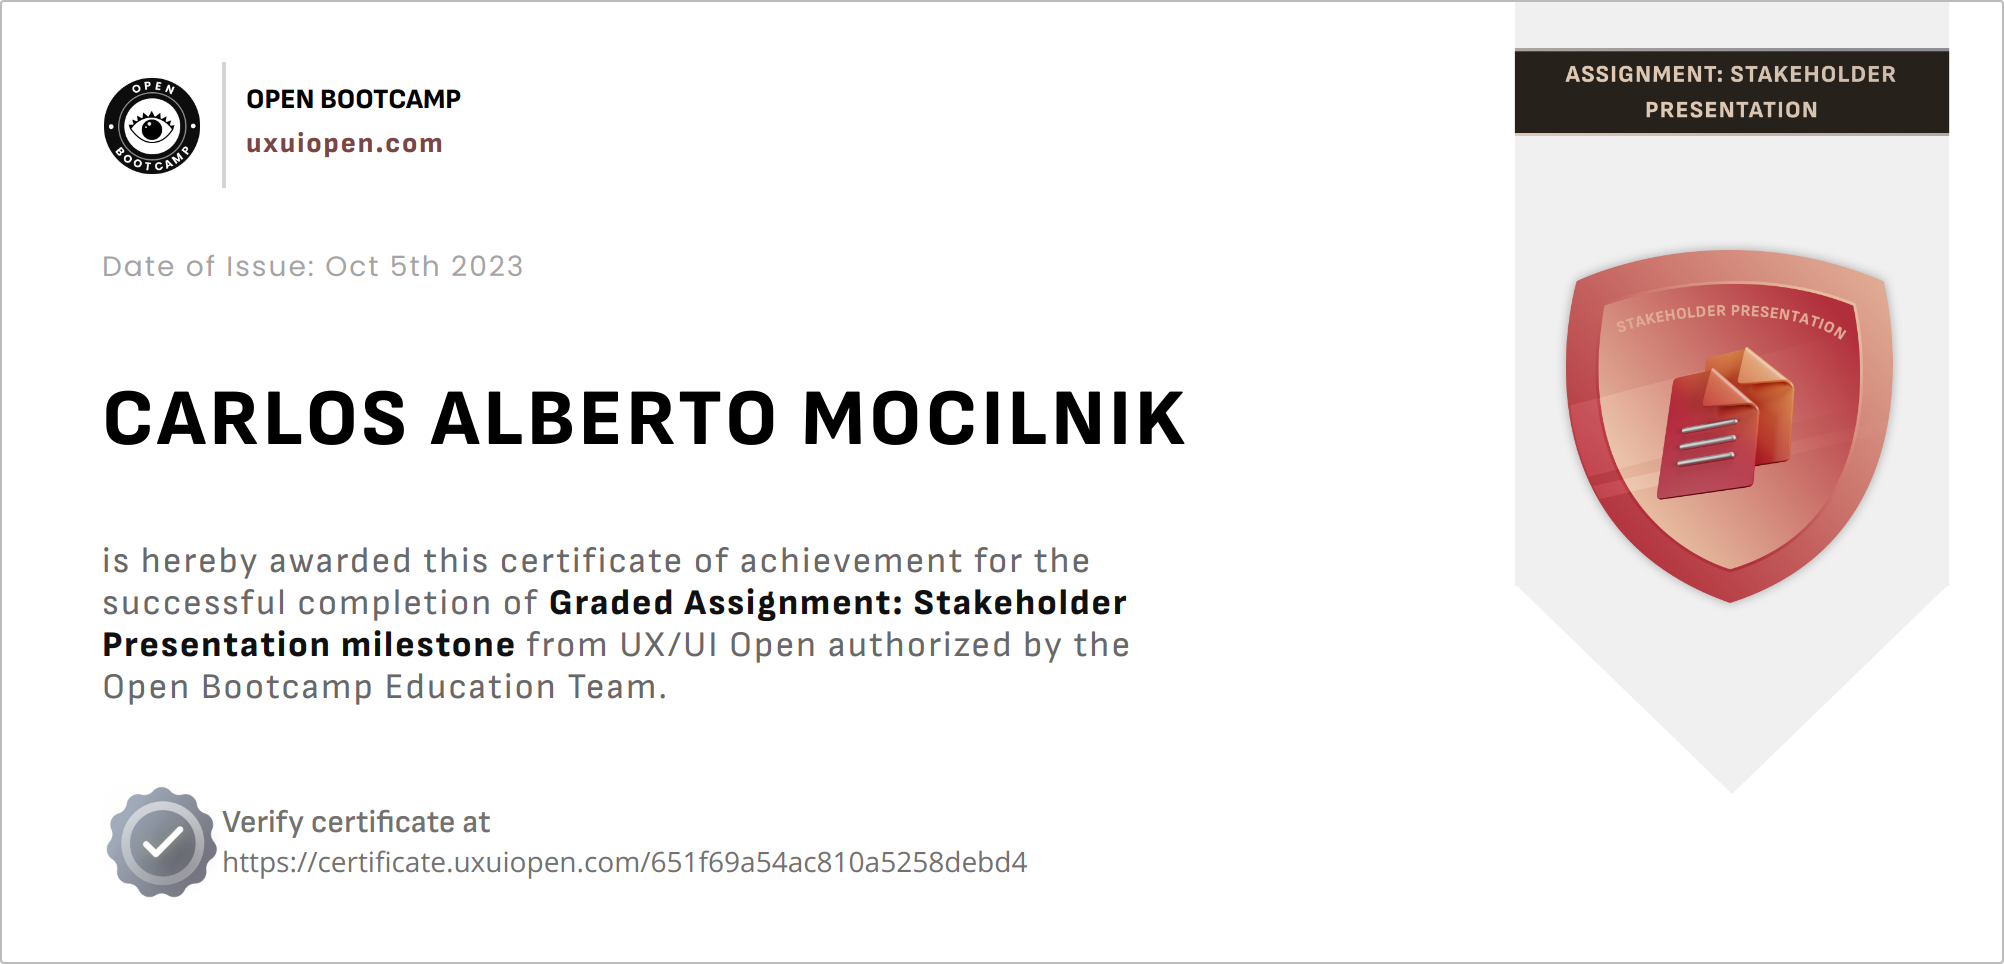 OPEN
BOOTCAMP
OPEN BOOTCAMP
uxuiopen.com
ASSIGNMENT: STAKEHOLDER
PRESENTATION
Date of Issue: Oct 5th 2023
STAKEHOLDER PRESENTATION
CARLOS ALBERTO MOCILNIK
is hereby awarded this certificate of achievement for the
successful completion of Graded Assignment: Stakeholder
Presentation milestone from UX/UI Open authorized by the
Open Bootcamp Education Team.
Verify certificate at
https://certificate.uxuiopen.com/651f69a54ac810a5258debd4